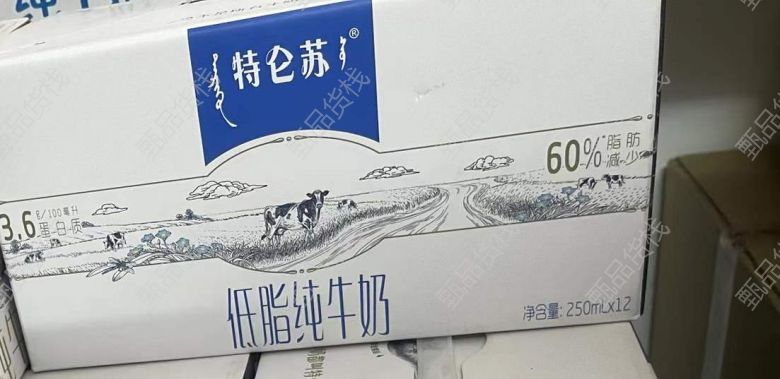 特仑苏®
60%*脂肪减少
3.6g/100毫升
蛋白质
低脂纯牛奶
净含量: 250mLx12
甄品货栈